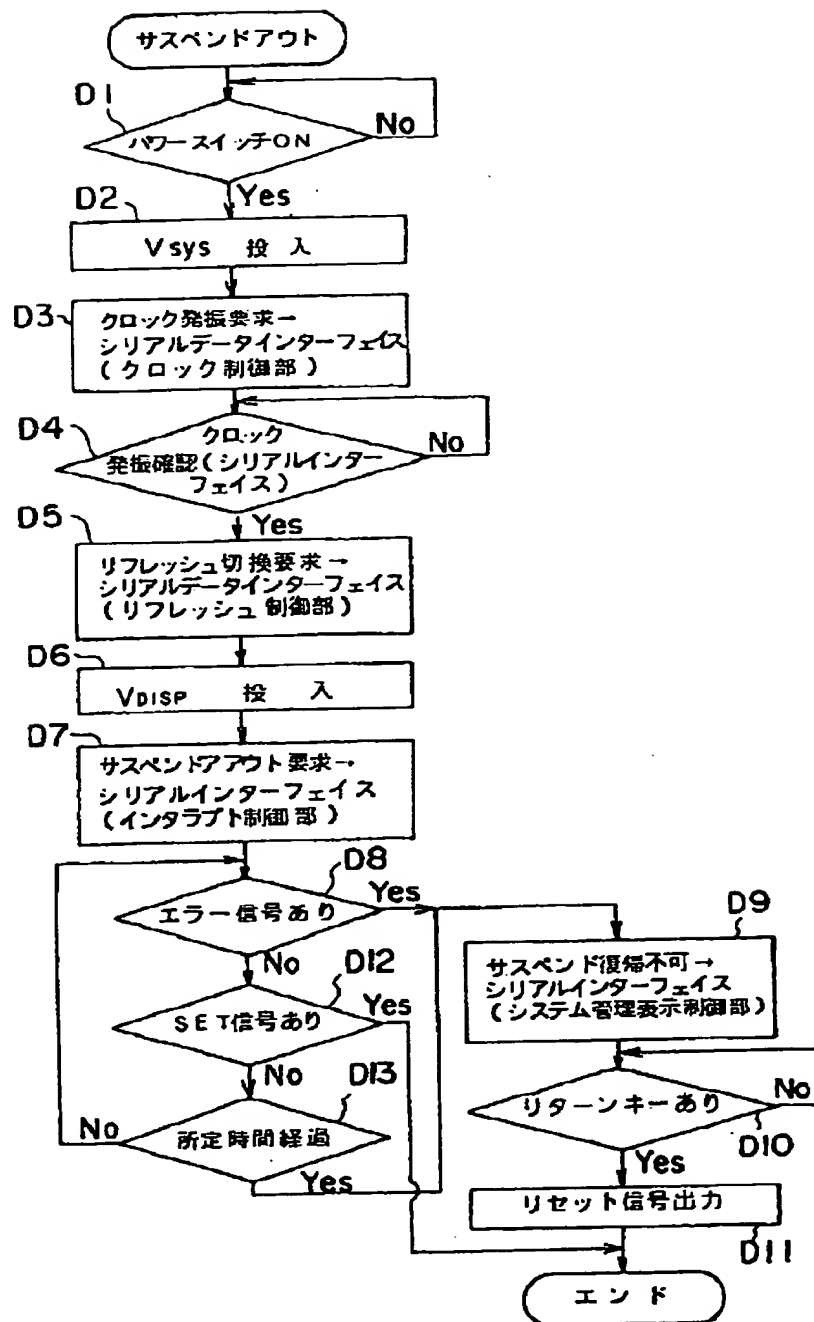 サスペンドアウト
D1
パワースイッチON
No
Yes
D2
Vsys 投入
D3
クロック発振要求→
シリアルデータインターフェイス
(クロック制御部)
D4
クロック
発振確認(シリアルインター
フェイス)
No
Yes
D5
リフレッシュ切換要求→
シリアルデータインターフェイス
(リフレッシュ制御部)
D6
VDISP 投入
D7
サスペンドアアウト要求→
シリアルインターフェイス
(インタラプト制御部)
D8
エラー信号あり
Yes
No
D12
SET信号あり
Yes
No
D13
所定時間経過
No
Yes
D9
サスペンド復帰不可→
シリアルインターフェイス
(システム管理表示制御部)
リターンキーあり
No
D10
Yes
リセット信号出力
D11
エンド